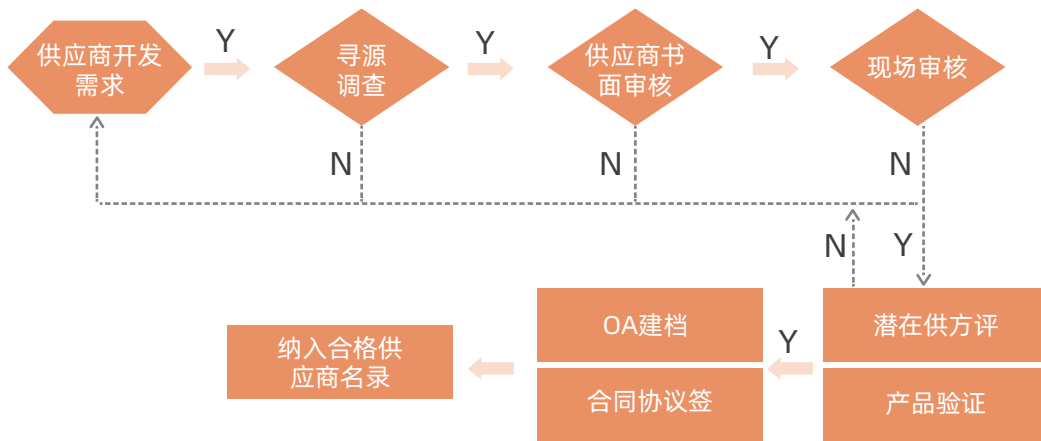 供应商开发
需求
Y
寻源
调查
Y
供应商书
面审核
Y
现场审核
N
N
N
N
Y
潜在供方评
产品验证
Y
OA建档
合同协议签
纳入合格供
应商名录